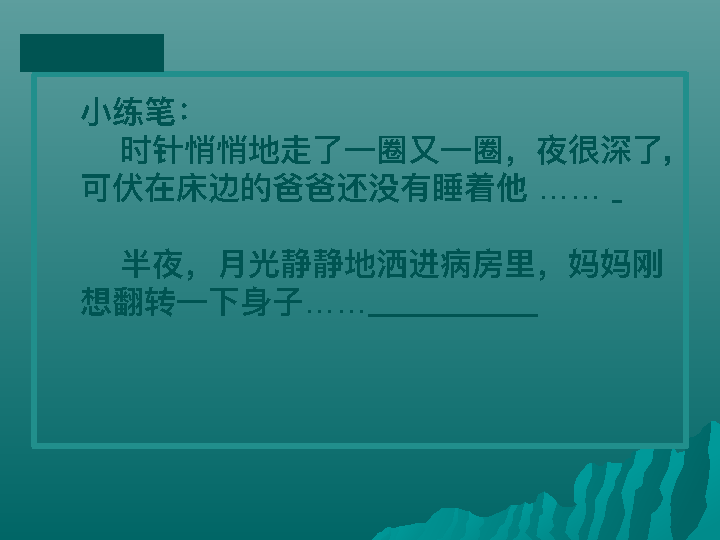 小练笔：
时针悄悄地走了一圈又一圈，夜很深了，
可伏在床边的爸爸还没有睡着他 …… _
半夜，月光静静地洒进病房里，妈妈刚
想翻转一下身子……___________